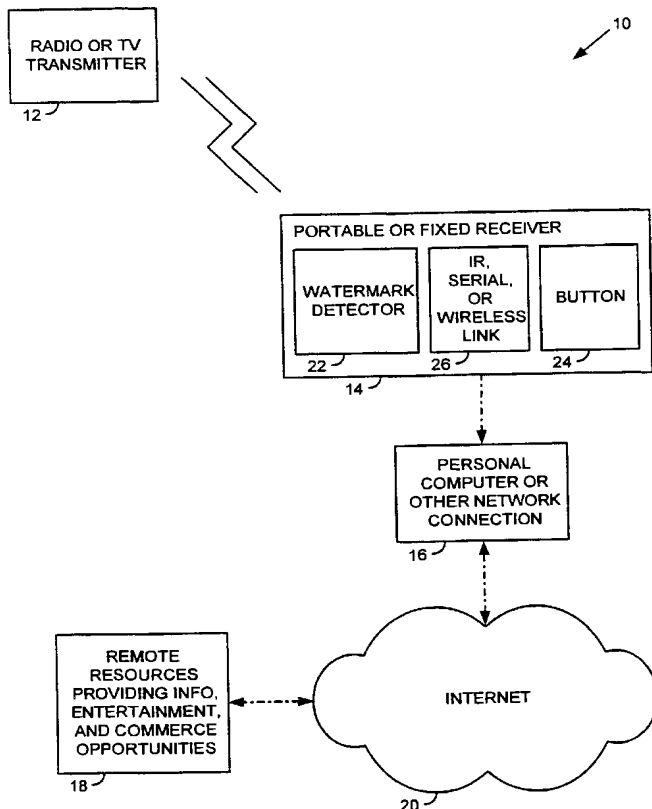 10
RADIO OR TV
TRANSMITTER
12
PORTABLE OR FIXED RECEIVER
WATERMARK
DETECTOR
22
IR,
SERIAL,
OR
WIRELESS
LINK
26
BUTTON
24
14
PERSONAL
COMPUTER OR
OTHER NETWORK
CONNECTION
16
REMOTE
RESOURCES
PROVIDING INFO,
ENTERTAINMENT,
AND COMMERCE
OPPORTUNITIES
18
INTERNET
20